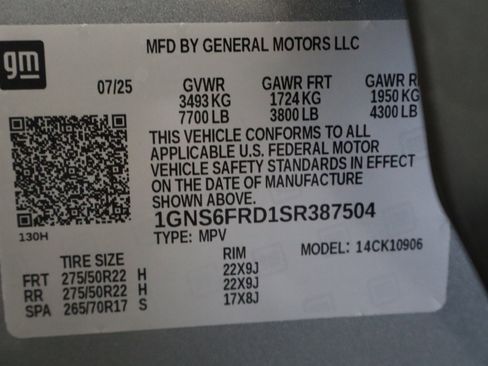 gm
MFD BY GENERAL MOTORS LLC
07/25 GVWR GAWR FRT GAWR R
3493 KG 1724 KG 1950 KG
7700 LB 3800 LB 4300 LB
THIS VEHICLE CONFORMS TO ALL
APPLICABLE U.S. FEDERAL MOTOR
VEHICLE SAFETY STANDARDS IN EFFECT
ON THE DATE OF MANUFACTURE
SHOWN ABOVE.
1GNS6FRD1SR387504
130H
TYPE: MPV MODEL: 14CK10906
TIRE SIZE RIM
FRT 275/50R22 H 22X9J
RR 275/50R22 H 22X9J
SPA 265/70R17 S 17X8J